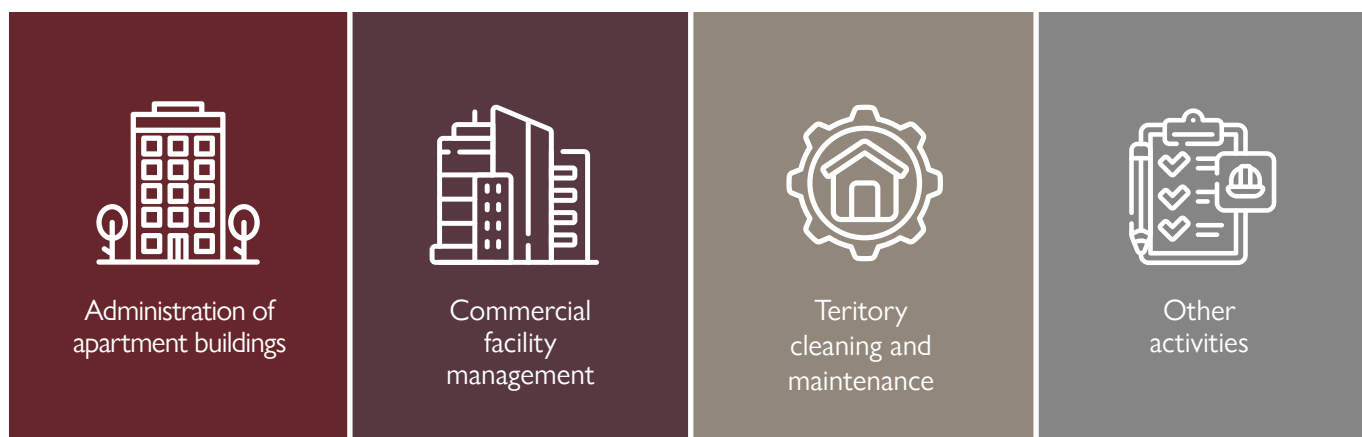 Administration of
apartment buildings
Commercial
facility
management
Teritory
cleaning and
maintenance
Other
activities